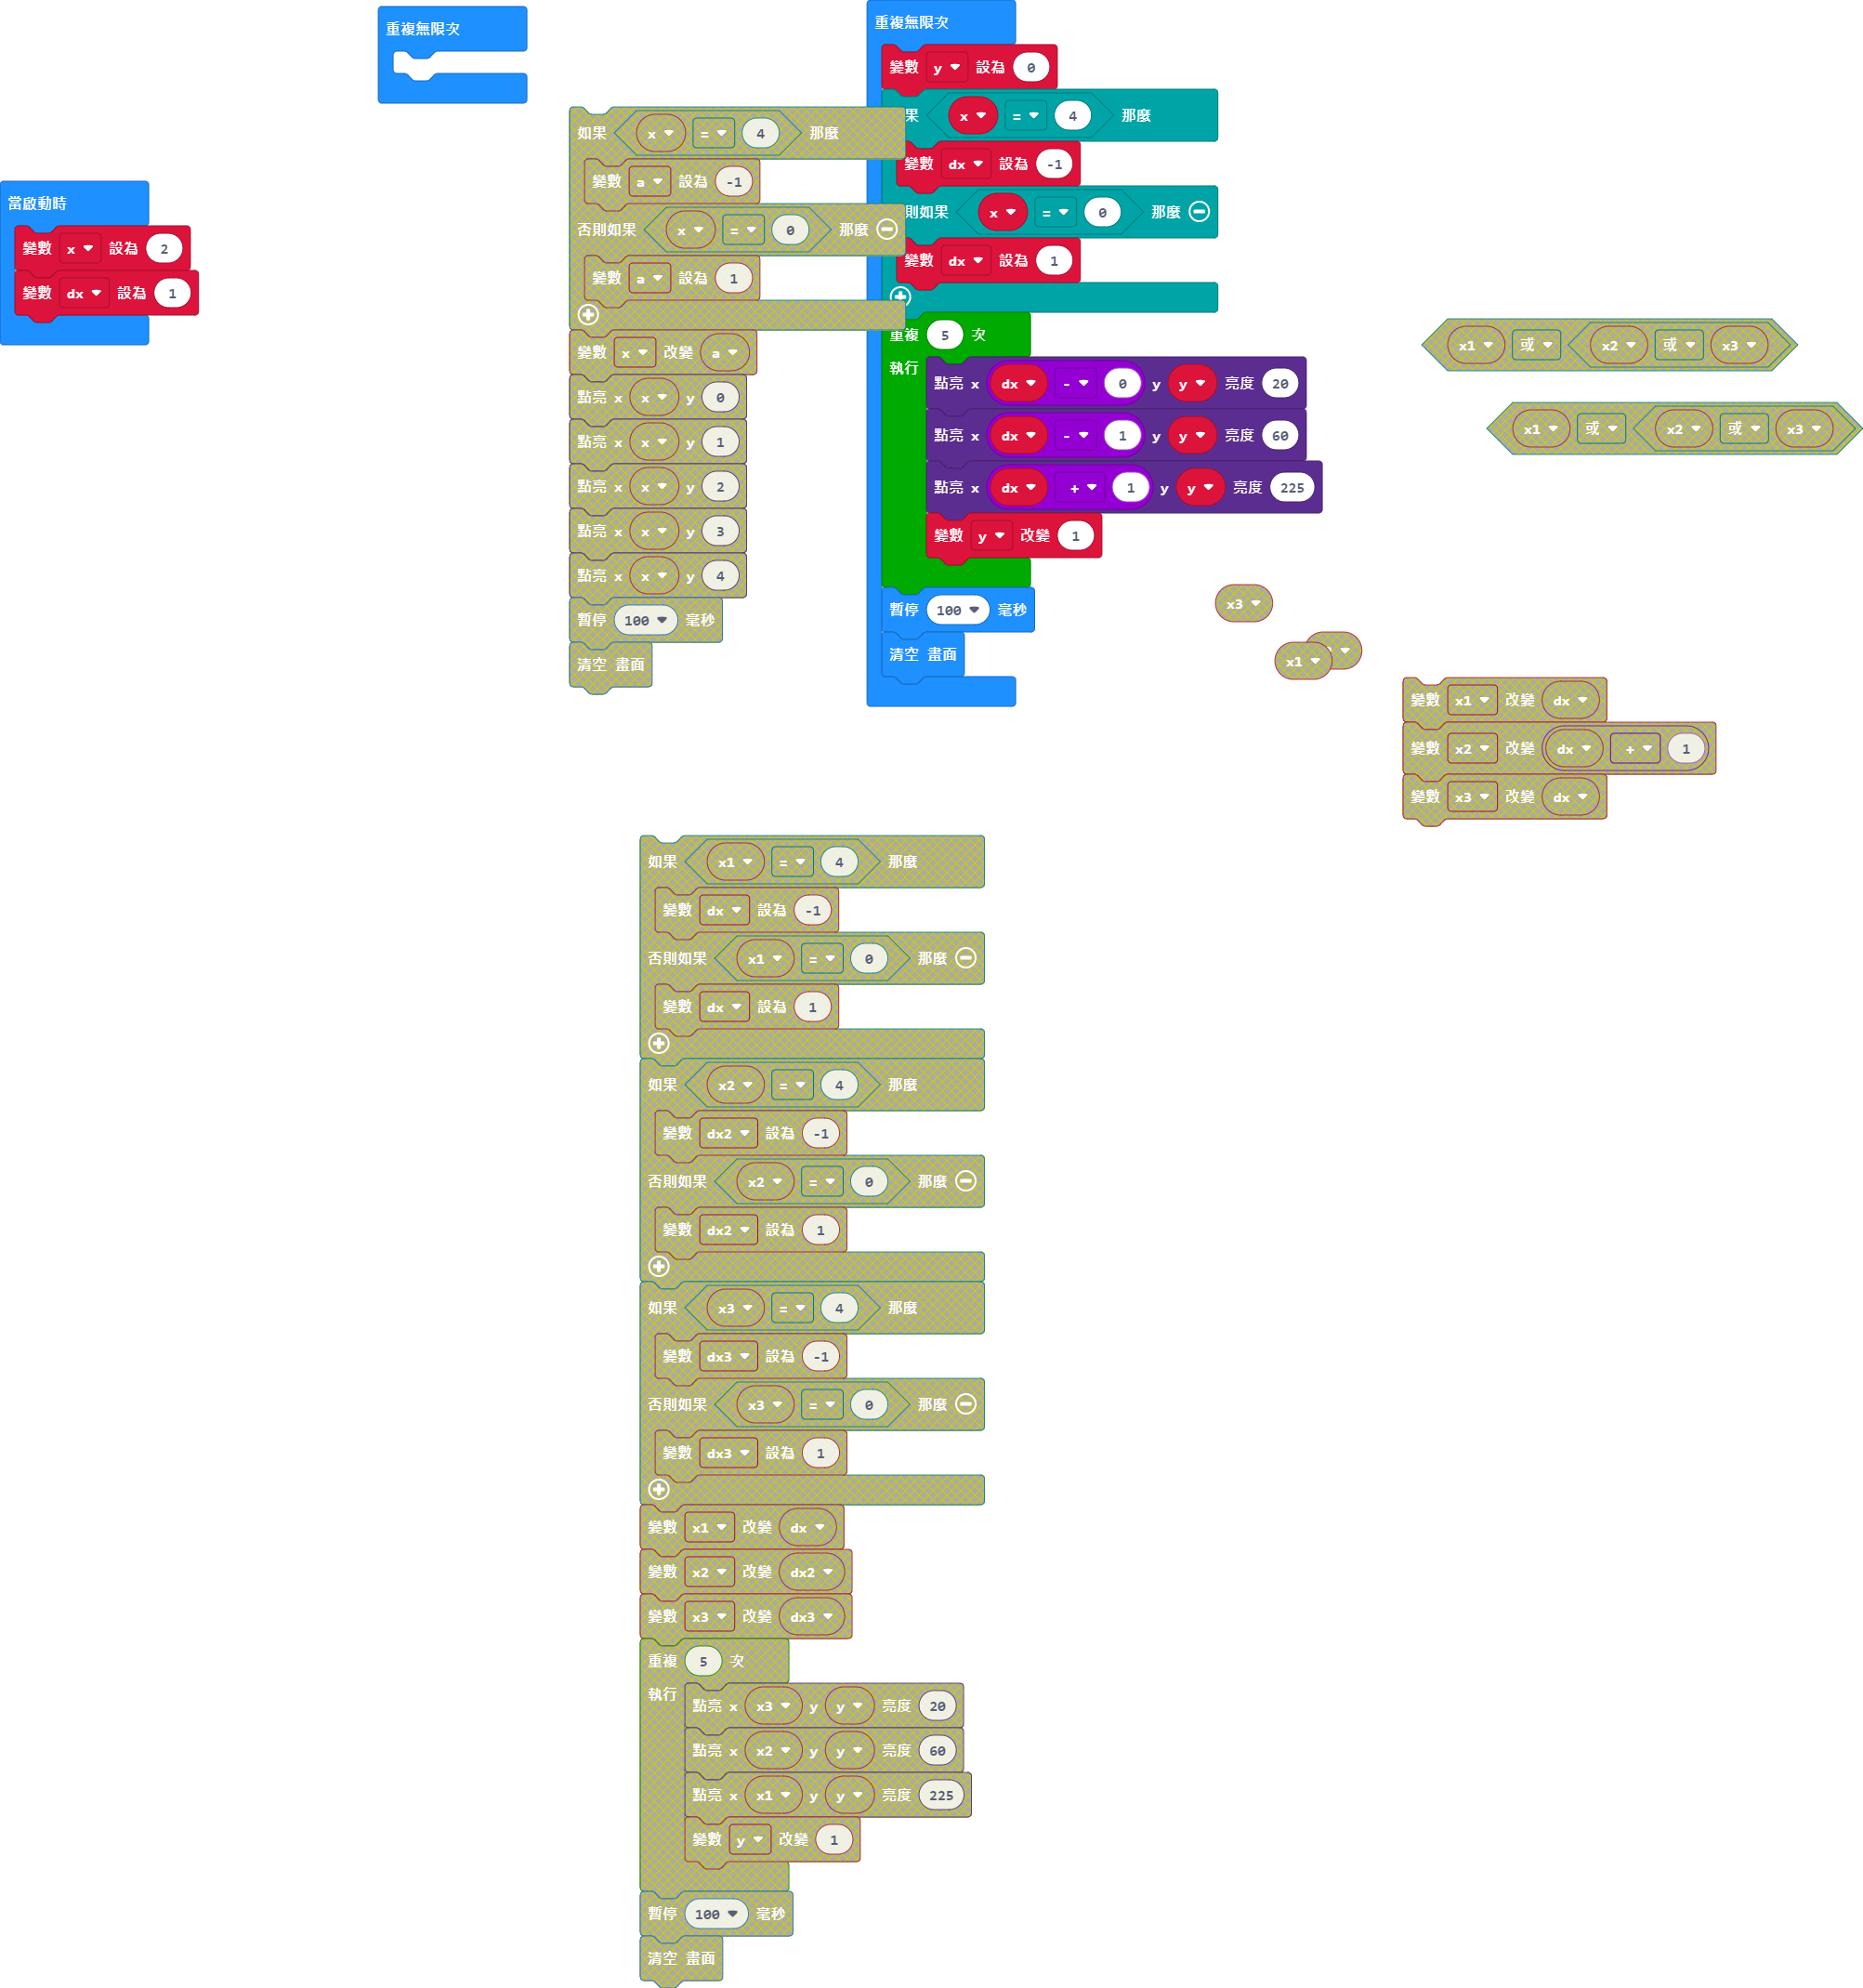 重複無限次
當啟動時
變數 x 設為 2
變數 dx 設為 1
如果 x = 4 那麼
變數 a 設為 -1
否則如果 x = 0 那麼
變數 a 設為 1
變數 x 改變 a
點亮 x x y 0
點亮 x x y 1
點亮 x x y 2
點亮 x x y 3
點亮 x x y 4
暫停 100 毫秒
清空 畫面
重複無限次
變數 y 設為 0
果 x = 4 那麼
變數 dx 設為 -1
則如果 x = 0 那麼
變數 dx 設為 1
重複 5 次
執行
點亮 x dx - 0 y y 亮度 20
點亮 x dx - 1 y y 亮度 60
點亮 x dx + 1 y y 亮度 225
變數 y 改變 1
暫停 100 毫秒
清空 畫面
x1 或 x2 或 x3
x1 或 x2 或 x3
x3
x1
變數 x1 改變 dx
變數 x2 改變 dx + 1
變數 x3 改變 dx
如果 x1 = 4 那麼
變數 dx 設為 -1
否則如果 x1 = 0 那麼
變數 dx 設為 1
如果 x2 = 4 那麼
變數 dx2 設為 -1
否則如果 x2 = 0 那麼
變數 dx2 設為 1
如果 x3 = 4 那麼
變數 dx3 設為 -1
否則如果 x3 = 0 那麼
變數 dx3 設為 1
變數 x1 改變 dx
變數 x2 改變 dx2
變數 x3 改變 dx3
重複 5 次
執行
點亮 x x3 y y 亮度 20
點亮 x x2 y y 亮度 60
點亮 x x1 y y 亮度 225
變數 y 改變 1
暫停 100 毫秒
清空 畫面